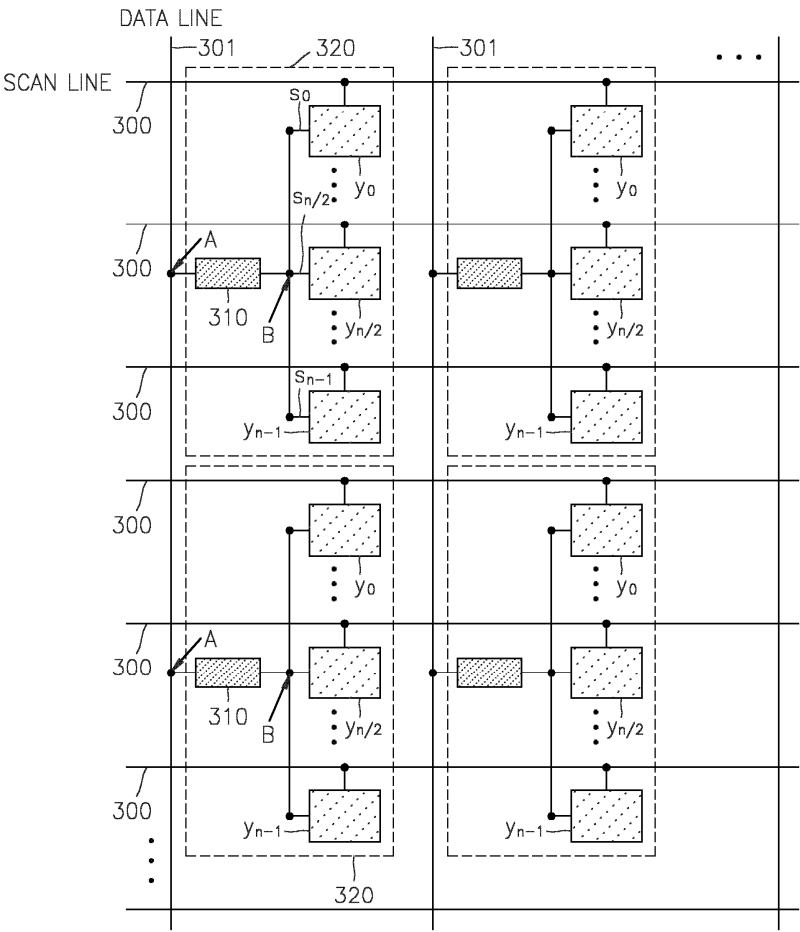 DATA LINE
301 320 301
SCAN LINE
s0
300
y0 y0
sn/2
A
300
310
B
yn/2 yn/2
sn-1
300
yn-1 yn-1
300
y0 y0
A
300
310
B
yn/2 yn/2
300
yn-1 yn-1
320